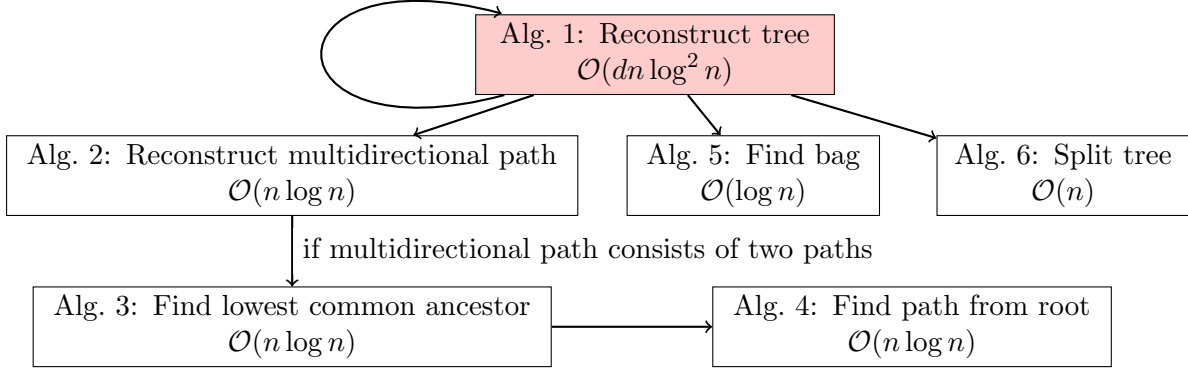 Alg. 1: Reconstruct tree
𝒪(dn log² n)
Alg. 2: Reconstruct multidirectional path
𝒪(n log n)
Alg. 5: Find bag
𝒪(log n)
Alg. 6: Split tree
𝒪(n)
if multidirectional path consists of two paths
Alg. 3: Find lowest common ancestor
𝒪(n log n)
Alg. 4: Find path from root
𝒪(n log n)